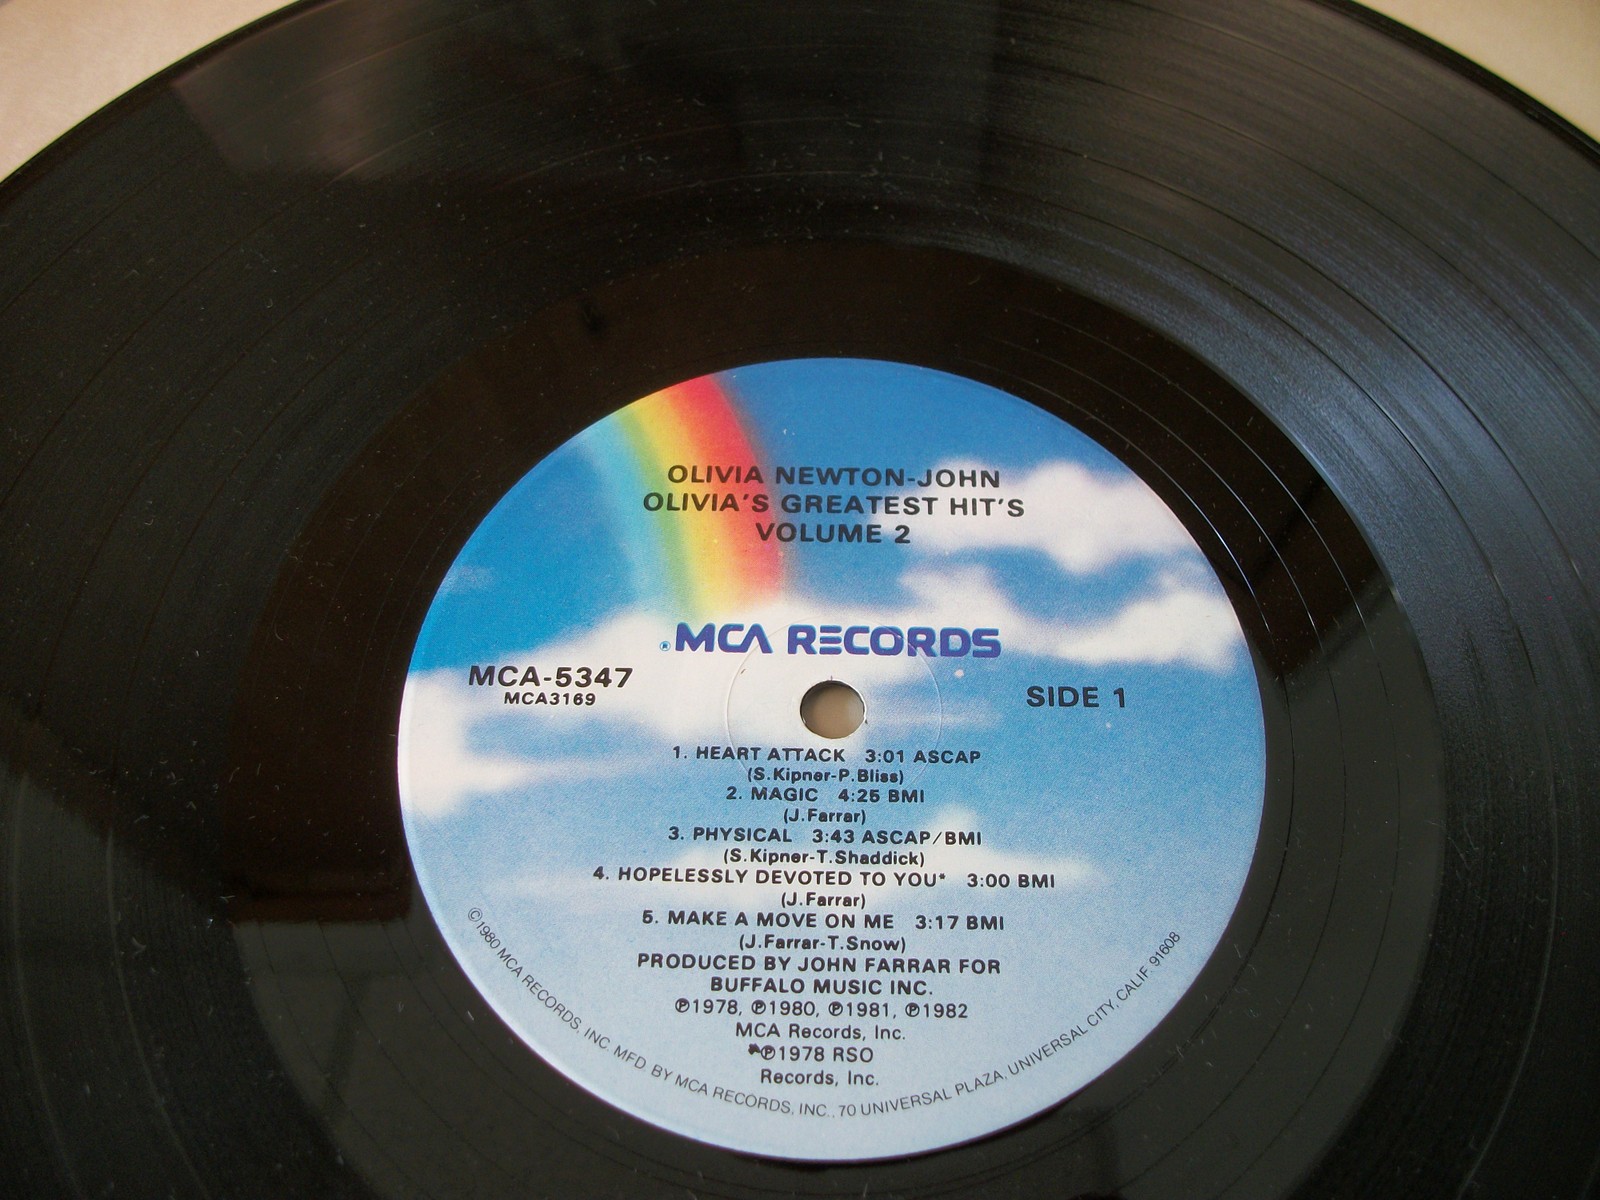 OLIVIA NEWTON-JOHN
OLIVIA'S GREATEST HIT'S
VOLUME 2
®MCA RECORDS
MCA-5347
MCA3169
SIDE 1
1. HEART ATTACK 3:01 ASCAP
(S.Kipner-P.Bliss)
2. MAGIC 4:25 BMI
(J.Farrar)
3. PHYSICAL 3:43 ASCAP/BMI
(S.Kipner-T.Shaddick)
4. HOPELESSLY DEVOTED TO YOU* 3:00 BMI
(J.Farrar)
5. MAKE A MOVE ON ME 3:17 BMI
(J.Farrar-T.Snow)
PRODUCED BY JOHN FARRAR FOR
BUFFALO MUSIC INC.
℗1978, ℗1980, ℗1981, ℗1982
MCA Records, Inc.
*℗1978 RSO
Records, Inc.
©1980 MCA RECORDS, INC. MFD. BY MCA RECORDS, INC., 70 UNIVERSAL PLAZA, UNIVERSAL CITY, CALIF. 91608